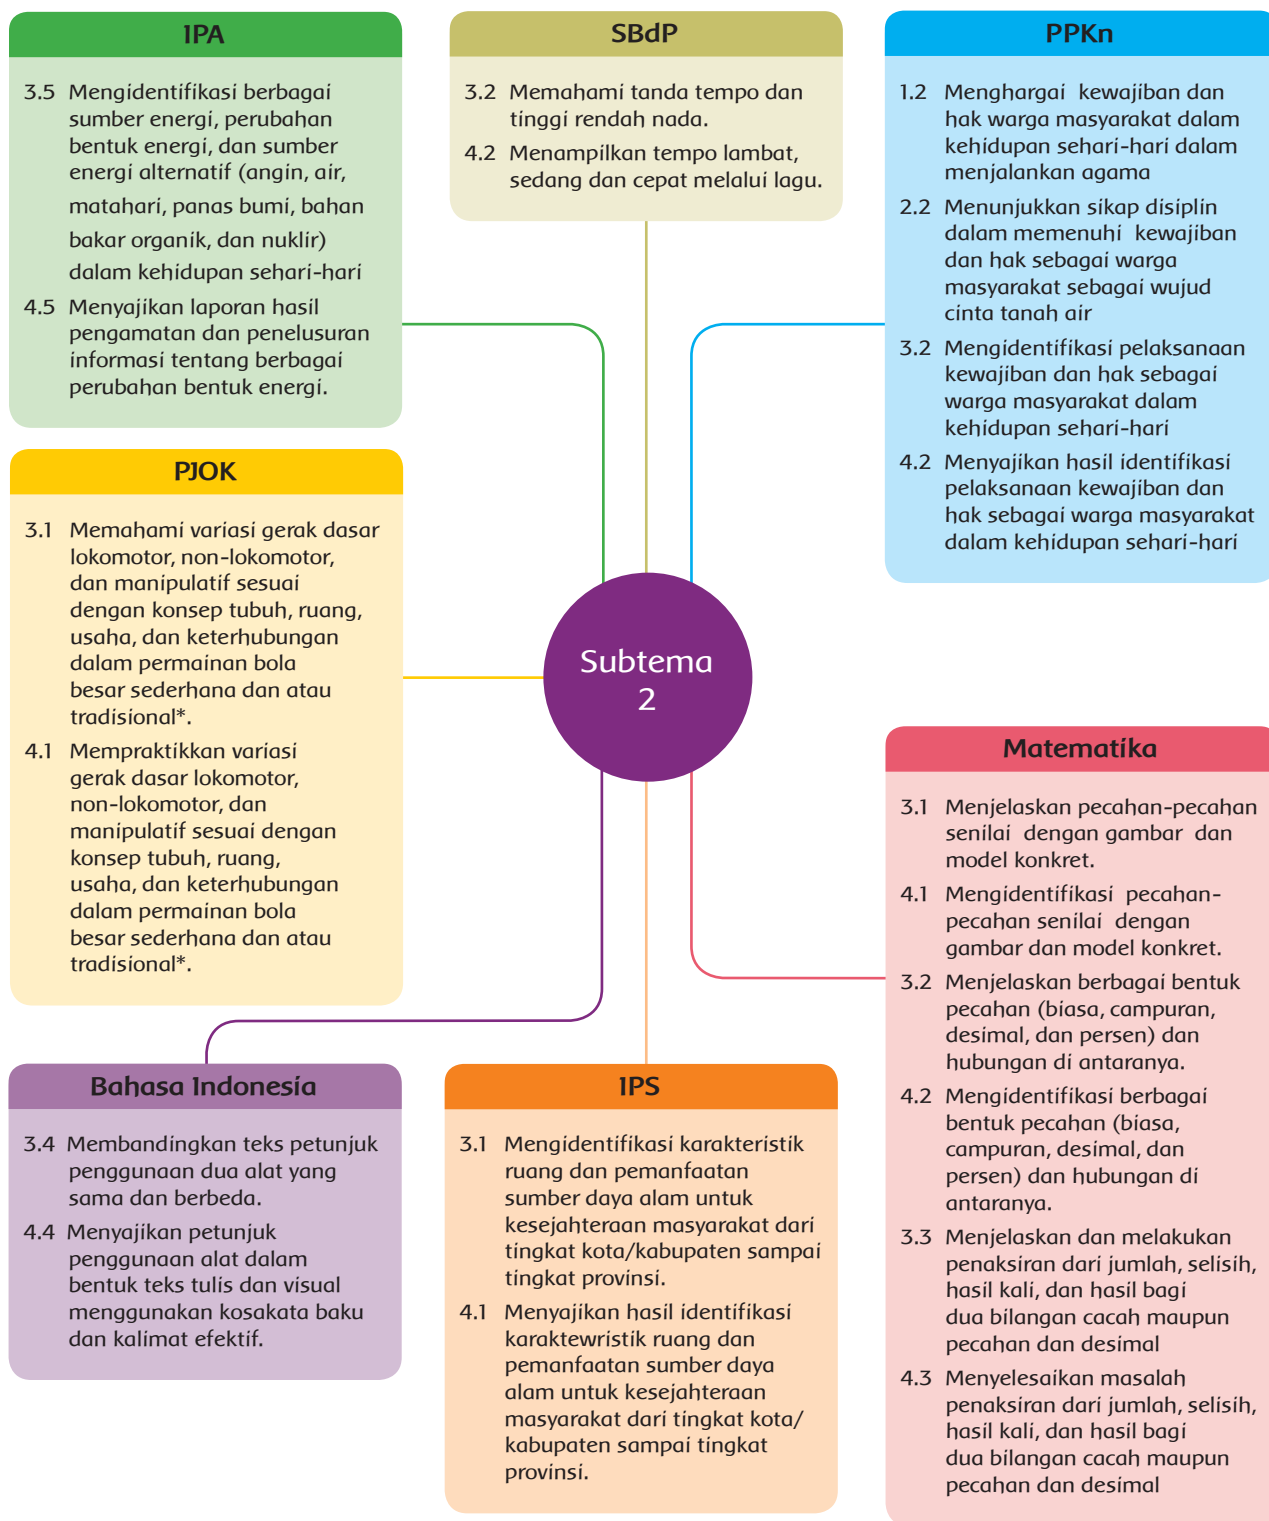 IPA
3.5 Mengidentifikasi berbagai
sumber energi, perubahan
bentuk energi, dan sumber
energi alternatif (angin, air,
matahari, panas bumi, bahan
bakar organik, dan nuklir)
dalam kehidupan sehari-hari
4.5 Menyajikan laporan hasil
pengamatan dan penelusuran
informasi tentang berbagai
perubahan bentuk energi.
SBdP
3.2 Memahami tanda tempo dan
tinggi rendah nada.
4.2 Menampilkan tempo lambat,
sedang dan cepat melalui lagu.
PPKn
1.2 Menghargai kewajiban dan
hak warga masyarakat dalam
kehidupan sehari-hari dalam
menjalankan agama
2.2 Menunjukkan sikap disiplin
dalam memenuhi kewajiban
dan hak sebagai warga
masyarakat sebagai wujud
cinta tanah air
3.2 Mengidentifikasi pelaksanaan
kewajiban dan hak sebagai
warga masyarakat dalam
kehidupan sehari-hari
4.2 Menyajikan hasil identifikasi
pelaksanaan kewajiban dan
hak sebagai warga masyarakat
dalam kehidupan sehari-hari
PJOK
3.1 Memahami variasi gerak dasar
lokomotor, non-lokomotor,
dan manipulatif sesuai
dengan konsep tubuh, ruang,
usaha, dan keterhubungan
dalam permainan bola
besar sederhana dan atau
tradisional*.
4.1 Mempraktikkan variasi
gerak dasar lokomotor,
non-lokomotor, dan
manipulatif sesuai dengan
konsep tubuh, ruang,
usaha, dan keterhubungan
dalam permainan bola
besar sederhana dan atau
tradisional*.
Subtema
2
Matematika
3.1 Menjelaskan pecahan-pecahan
senilai dengan gambar dan
model konkret.
4.1 Mengidentifikasi pecahan-
pecahan senilai dengan
gambar dan model konkret.
3.2 Menjelaskan berbagai bentuk
pecahan (biasa, campuran,
desimal, dan persen) dan
hubungan di antaranya.
4.2 Mengidentifikasi berbagai
bentuk pecahan (biasa,
campuran, desimal, dan
persen) dan hubungan di
antaranya.
3.3 Menjelaskan dan melakukan
penaksiran dari jumlah, selisih,
hasil kali, dan hasil bagi
dua bilangan cacah maupun
pecahan dan desimal
4.3 Menyelesaikan masalah
penaksiran dari jumlah, selisih,
hasil kali, dan hasil bagi
dua bilangan cacah maupun
pecahan dan desimal
Bahasa Indonesia
3.4 Membandingkan teks petunjuk
penggunaan dua alat yang
sama dan berbeda.
4.4 Menyajikan petunjuk
penggunaan alat dalam
bentuk teks tulis dan visual
menggunakan kosakata baku
dan kalimat efektif.
IPS
3.1 Mengidentifikasi karakteristik
ruang dan pemanfaatan
sumber daya alam untuk
kesejahteraan masyarakat dari
tingkat kota/kabupaten sampai
tingkat provinsi.
4.1 Menyajikan hasil identifikasi
karaktewristik ruang dan
pemanfaatan sumber daya
alam untuk kesejahteraan
masyarakat dari tingkat kota/
kabupaten sampai tingkat
provinsi.